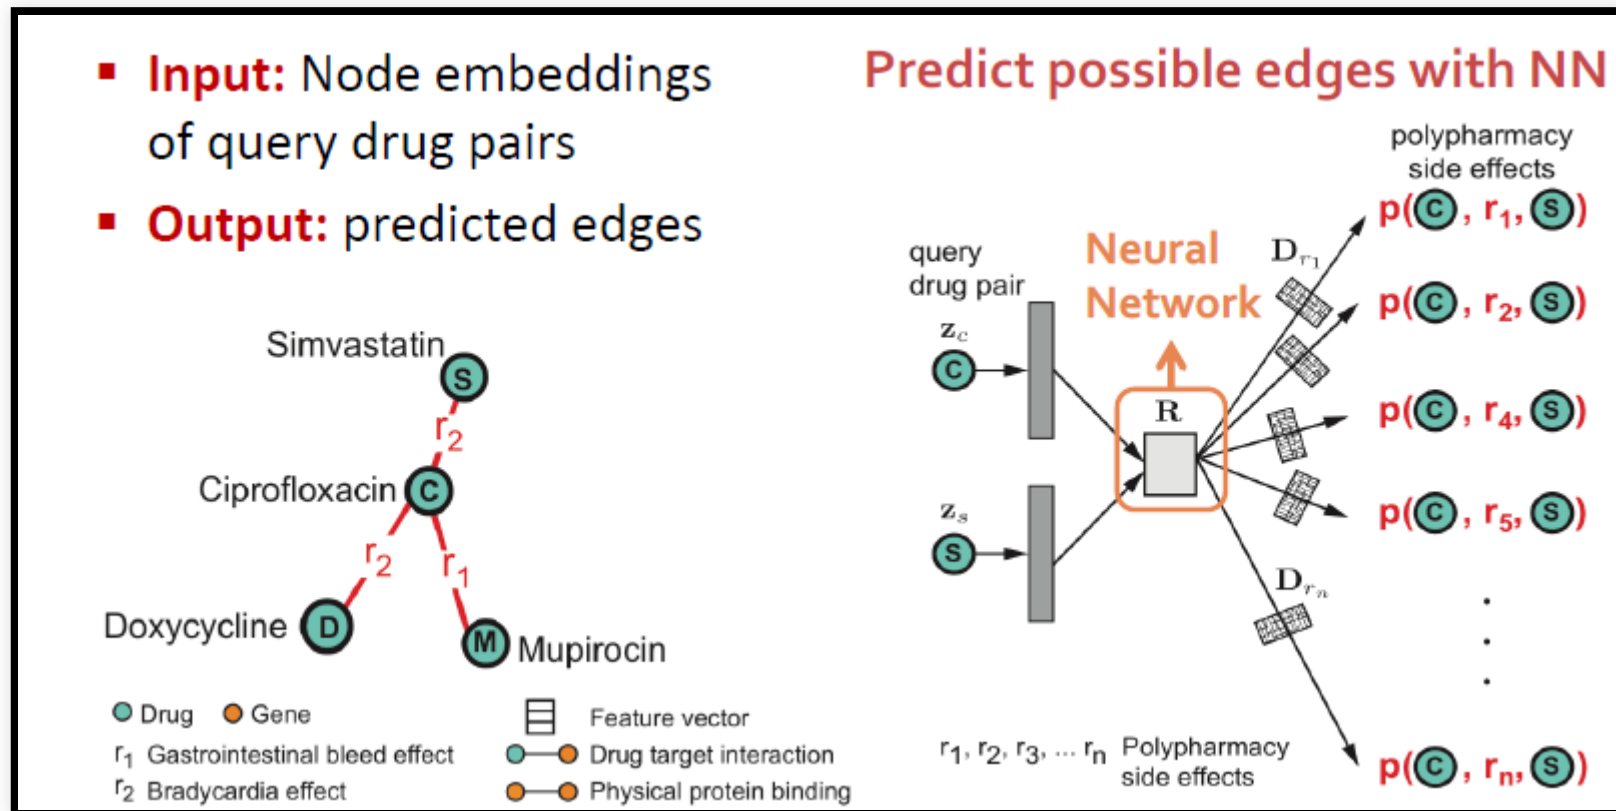 ▪ Input: Node embeddings
of query drug pairs
▪ Output: predicted edges
Simvastatin
S
r2
Ciprofloxacin C
r2 r1
Doxycycline D
M Mupirocin
Drug Gene
Feature vector
r1 Gastrointestinal bleed effect
Drug target interaction
r2 Bradycardia effect
Physical protein binding
Predict possible edges with NN
polypharmacy
side effects
query
drug pair
Neural
Network
zc
C
zs
S
R
Dr1
Drn
p(C, r1, S)
p(C, r2, S)
p(C, r4, S)
p(C, r5, S)
.
.
.
p(C, rn, S)
r1, r2, r3, ... rn Polypharmacy
side effects